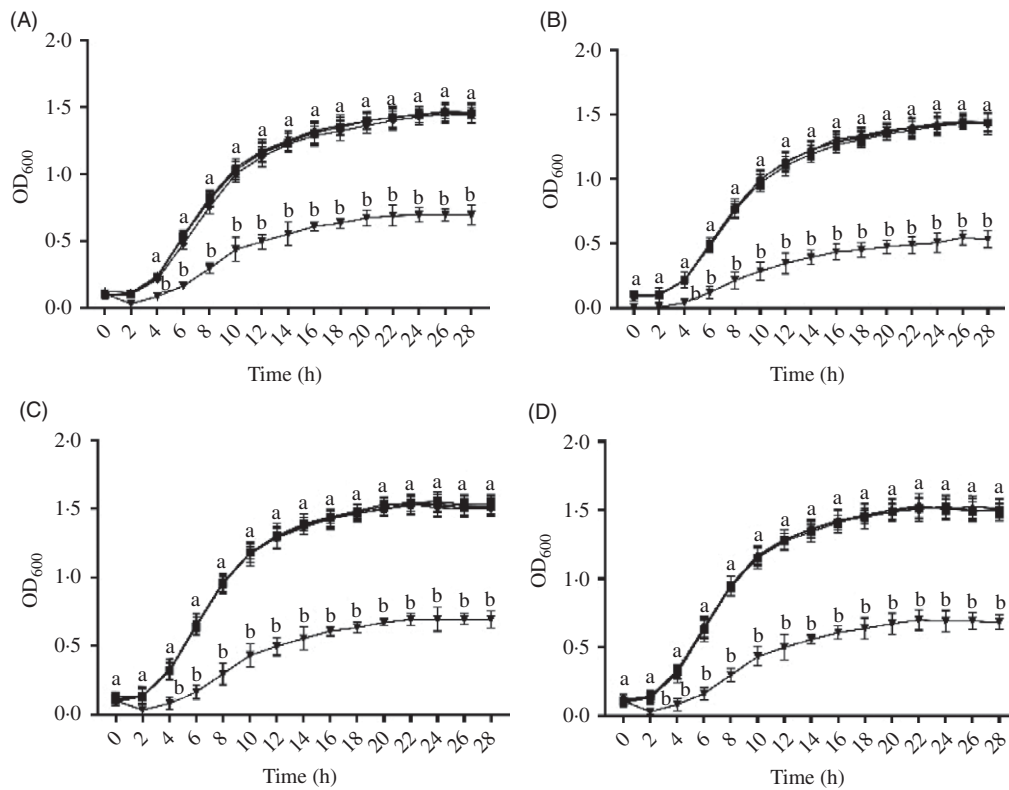 (A)
2·0
1·5
1·0
0·5
0·0
OD600
a a a a a a a a a a a a a
b b b b b b b b b b b b b
0 2 4 6 8 10 12 14 16 18 20 22 24 26 28
Time (h)
(B)
2·0
1·5
1·0
0·5
0·0
OD600
a a a a a a a a a a a a a a a
b b b b b b b b b b b b b
0 2 4 6 8 10 12 14 16 18 20 22 24 26 28
Time (h)
(C)
2·0
1·5
1·0
0·5
0·0
OD600
a a a a a a a a a a a a a a a
b b b b b b b b b b b b b
0 2 4 6 8 10 12 14 16 18 20 22 24 26 28
Time (h)
(D)
2·0
1·5
1·0
0·5
0·0
OD600
a a a a a a a a a a a a a a a
b b b b b b b b b b b b b b
0 2 4 6 8 10 12 14 16 18 20 22 24 26 28
Time (h)